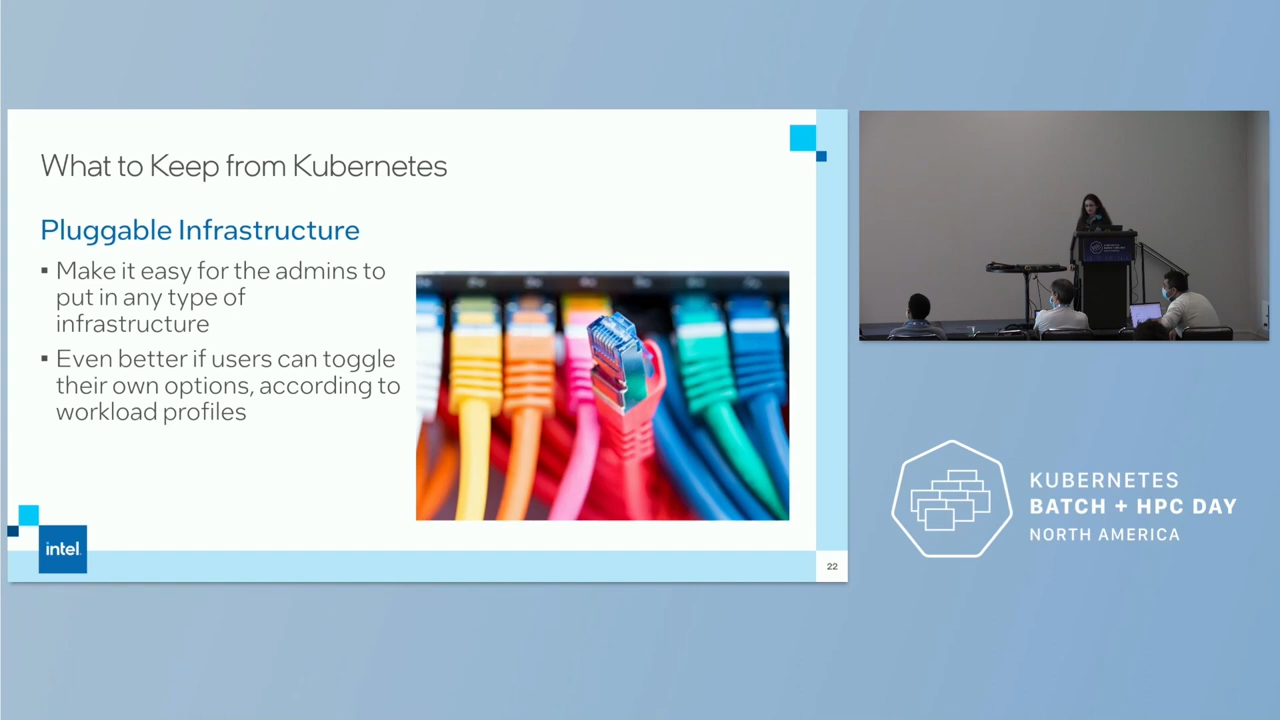 What to Keep from Kubernetes
Pluggable Infrastructure
▪ Make it easy for the admins to
put in any type of
infrastructure
▪ Even better if users can toggle
their own options, according to
workload profiles
intel.
22
KUBERNETES
BATCH + HPC DAY
NORTH AMERICA